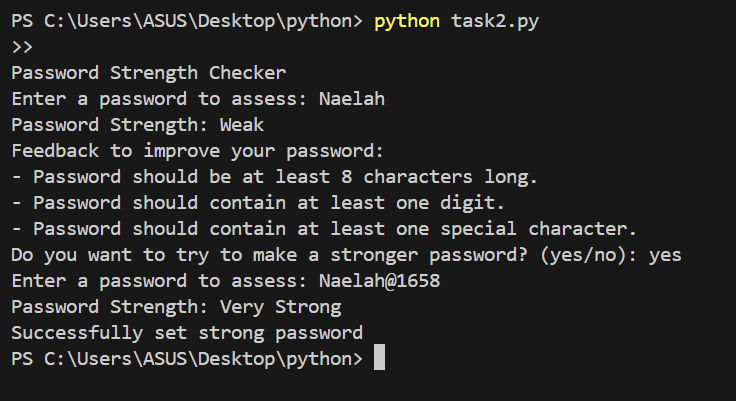 PS C:\Users\ASUS\Desktop\python> python task2.py
>>
Password Strength Checker
Enter a password to assess: Naelah
Password Strength: Weak
Feedback to improve your password:
- Password should be at least 8 characters long.
- Password should contain at least one digit.
- Password should contain at least one special character.
Do you want to try to make a stronger password? (yes/no): yes
Enter a password to assess: Naelah@1658
Password Strength: Very Strong
Successfully set strong password
PS C:\Users\ASUS\Desktop\python>